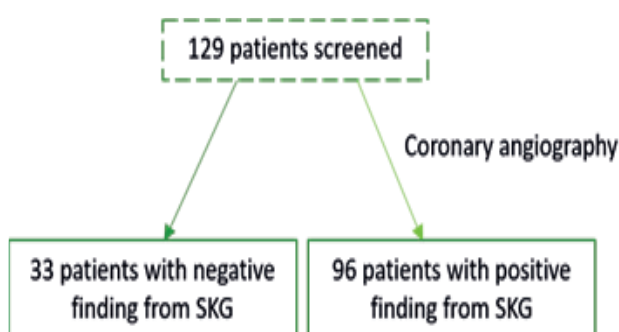 129 patients screened
Coronary angiography
33 patients with negative
finding from SKG
96 patients with positive
finding from SKG